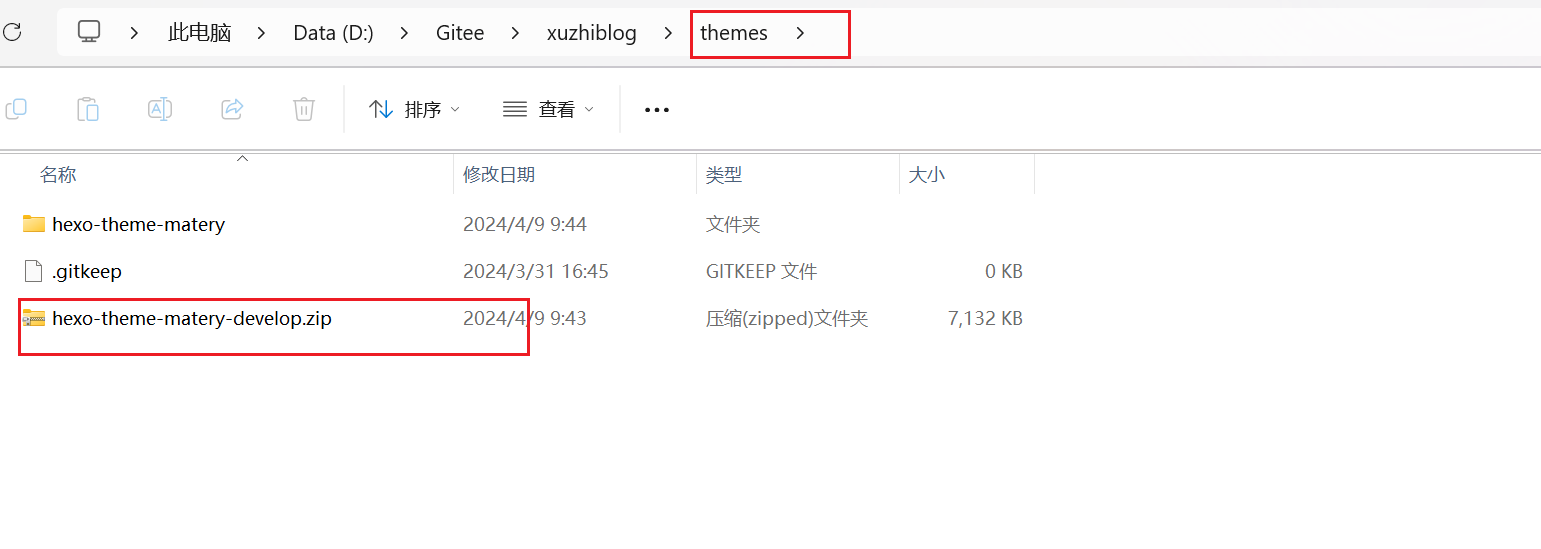 此电脑 > Data (D:) > Gitee > xuzhiblog > themes >
排序 查看 ...
名称 修改日期 类型 大小
hexo-theme-matery 2024/4/9 9:44 文件夹
.gitkeep 2024/3/31 16:45 GITKEEP 文件 0 KB
hexo-theme-matery-develop.zip 2024/4/9 9:43 压缩(zipped)文件夹 7,132 KB